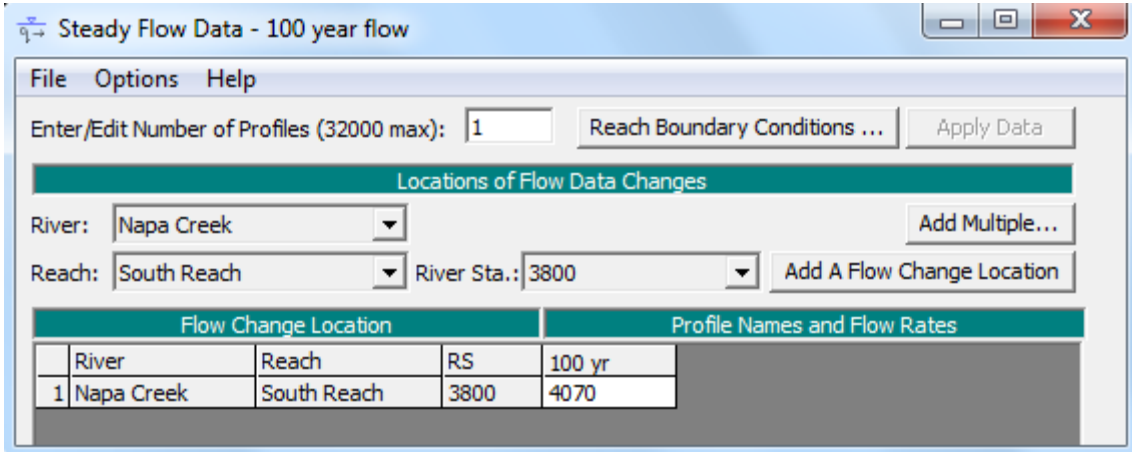 Steady Flow Data - 100 year flow
File Options Help
Enter/Edit Number of Profiles (32000 max): 1 Reach Boundary Conditions ... Apply Data
Locations of Flow Data Changes
River: Napa Creek Add Multiple...
Reach: South Reach River Sta.: 3800 Add A Flow Change Location
Flow Change Location Profile Names and Flow Rates
River Reach RS 100 yr
1 Napa Creek South Reach 3800 4070